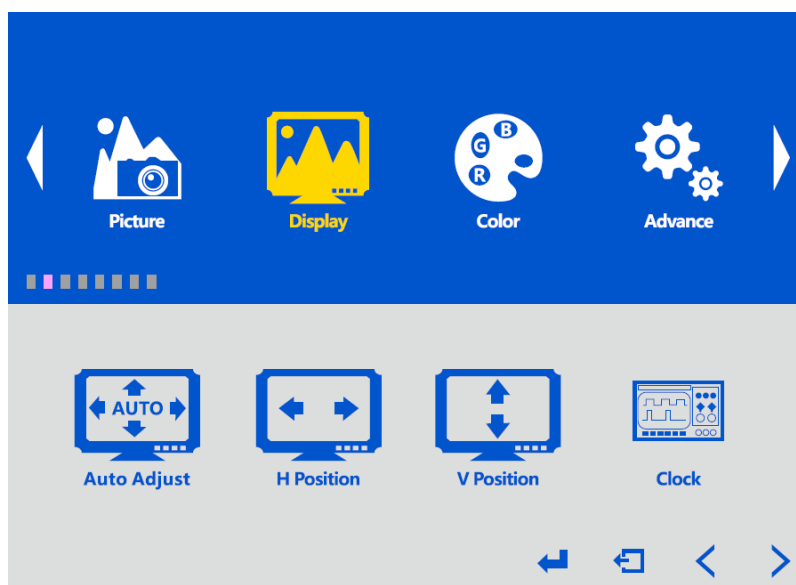 B
G
R
Picture
Display
Color
Advance
AUTO
Auto Adjust
H Position
V Position
Clock